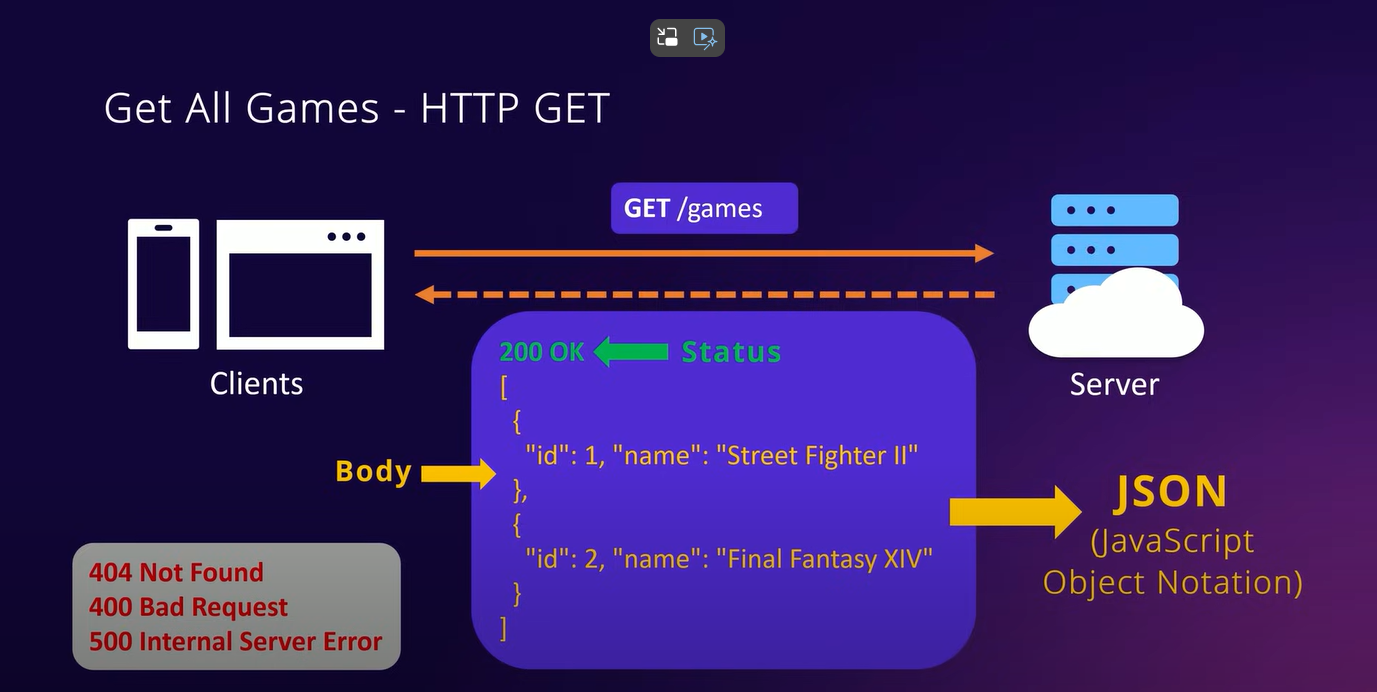 Get All Games - HTTP GET
GET /games
200 OK
Status
[
{
"id": 1, "name": "Street Fighter II"
},
{
"id": 2, "name": "Final Fantasy XIV"
}
]
Clients
Server
Body
JSON
(JavaScript
Object Notation)
404 Not Found
400 Bad Request
500 Internal Server Error